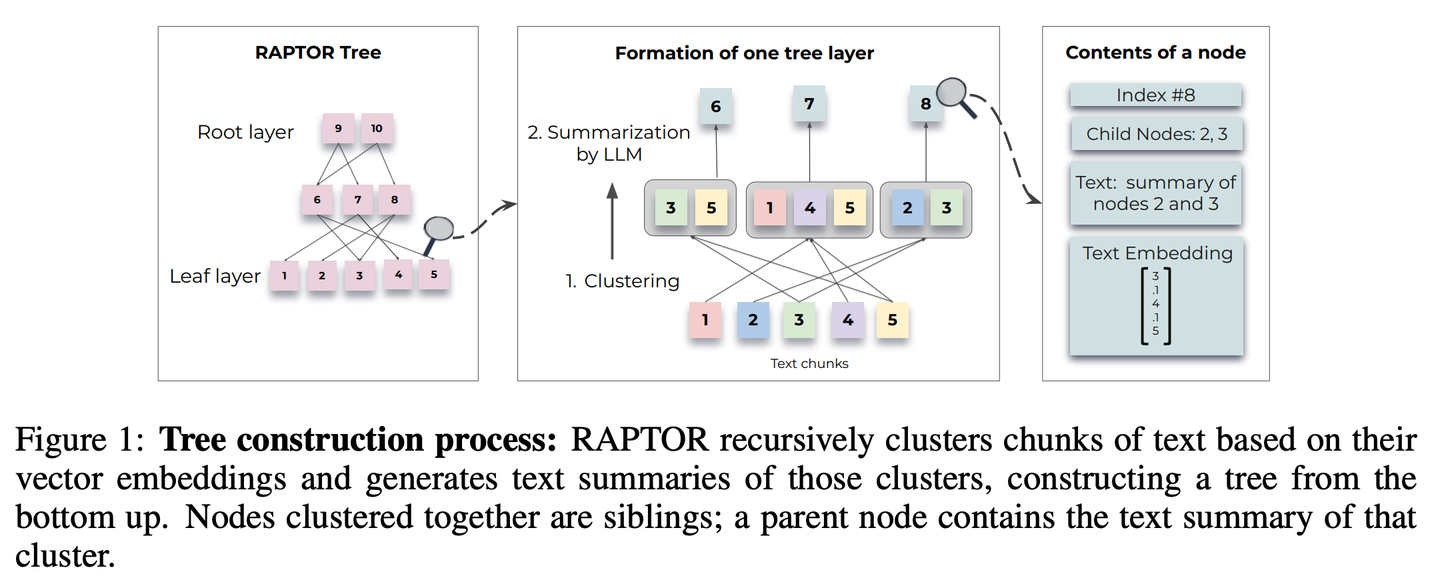 RAPTOR Tree
Root layer
9 10
6 7 8
Leaf layer
1 2 3 4 5
Formation of one tree layer
6 7 8
2. Summarization
by LLM
3 5 1 4 5 2 3
1. Clustering
1 2 3 4 5
Text chunks
Contents of a node
Index #8
Child Nodes: 2, 3
Text: summary of
nodes 2 and 3
Text Embedding
3
.1
4
.1
5
Figure 1: Tree construction process: RAPTOR recursively clusters chunks of text based on their
vector embeddings and generates text summaries of those clusters, constructing a tree from the
bottom up. Nodes clustered together are siblings; a parent node contains the text summary of that
cluster.